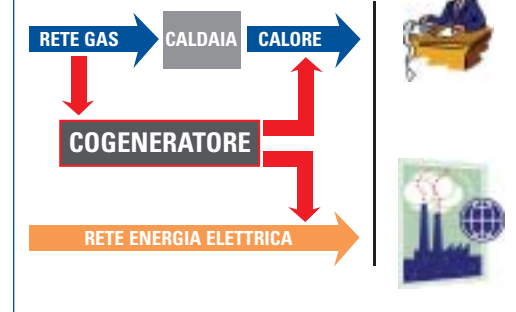 RETE GAS CALDAIA CALORE
COGENERATORE
RETE ENERGIA ELETTRICA